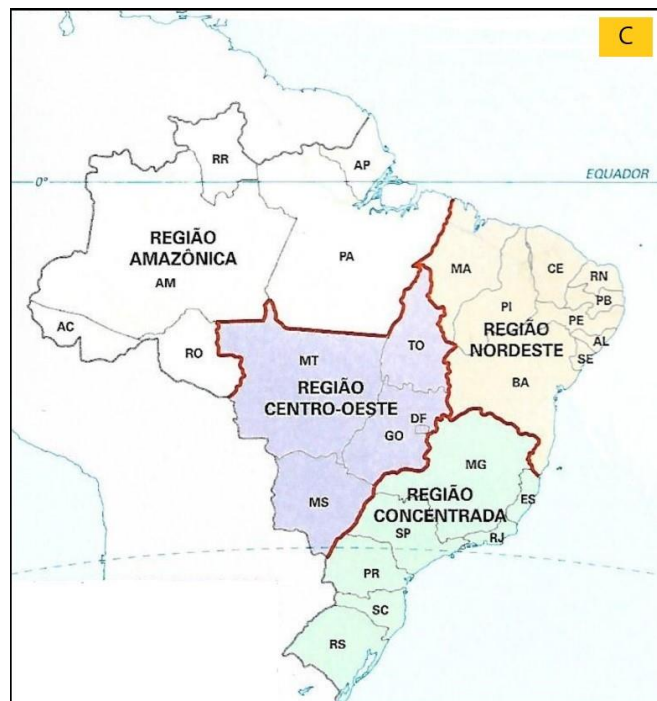 C
RR
AP
EQUADOR
0°
REGIÃO
AMAZÔNICA
AM
PA
MA
CE
RN
PB
PI
PE
AL
SE
REGIÃO
NORDESTE
AC
RO
TO
MT
REGIÃO
CENTRO-OESTE
BA
DF
GO
MG
MS
REGIÃO
CONCENTRADA
ES
SP
RJ
PR
SC
RS